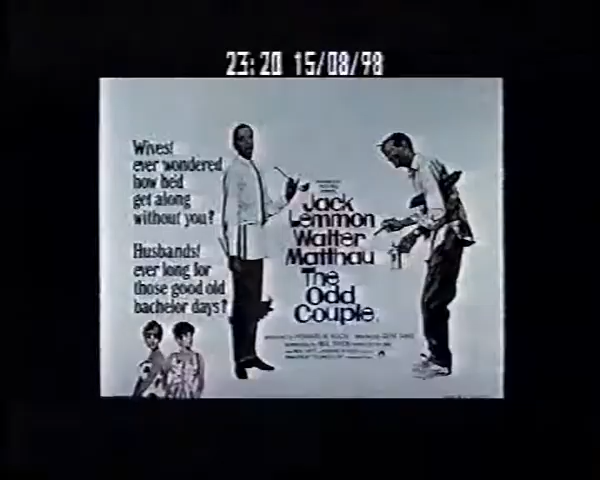 23:20 15/08/98
Wives!
ever wondered
how he'd
get along
without you?
Husbands!
ever long for
those good old
bachelor days?
Jack
Lemmon
Walter
Matthau
The
Odd
Couple.